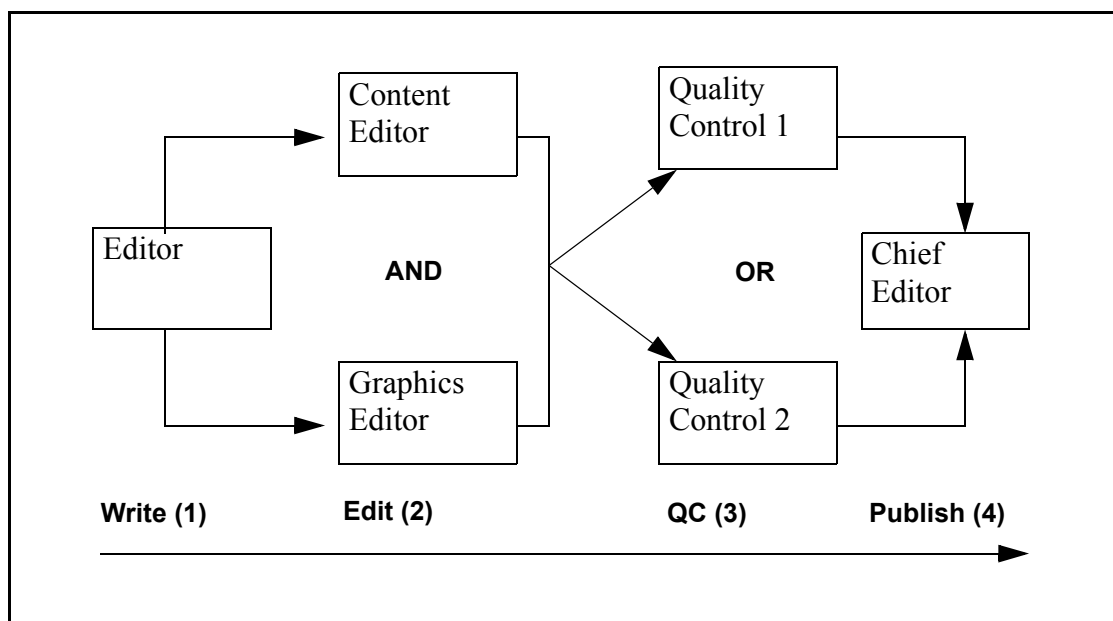 Content
Editor
Quality
Control 1
Editor
AND
OR
Chief
Editor
Graphics
Editor
Quality
Control 2
Write (1)
Edit (2)
QC (3)
Publish (4)